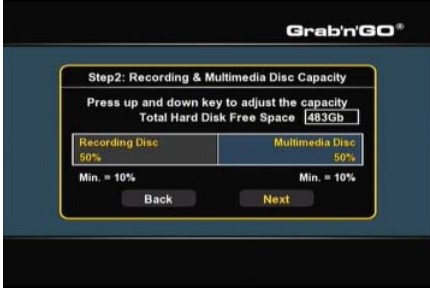 Grab'n'GO®
Step2: Recording & Multimedia Disc Capacity
Press up and down key to adjust the capacity
Total Hard Disk Free Space 483Gb
Recording Disc Multimedia Disc
50% 50%
Min. = 10% Min. = 10%
Back Next